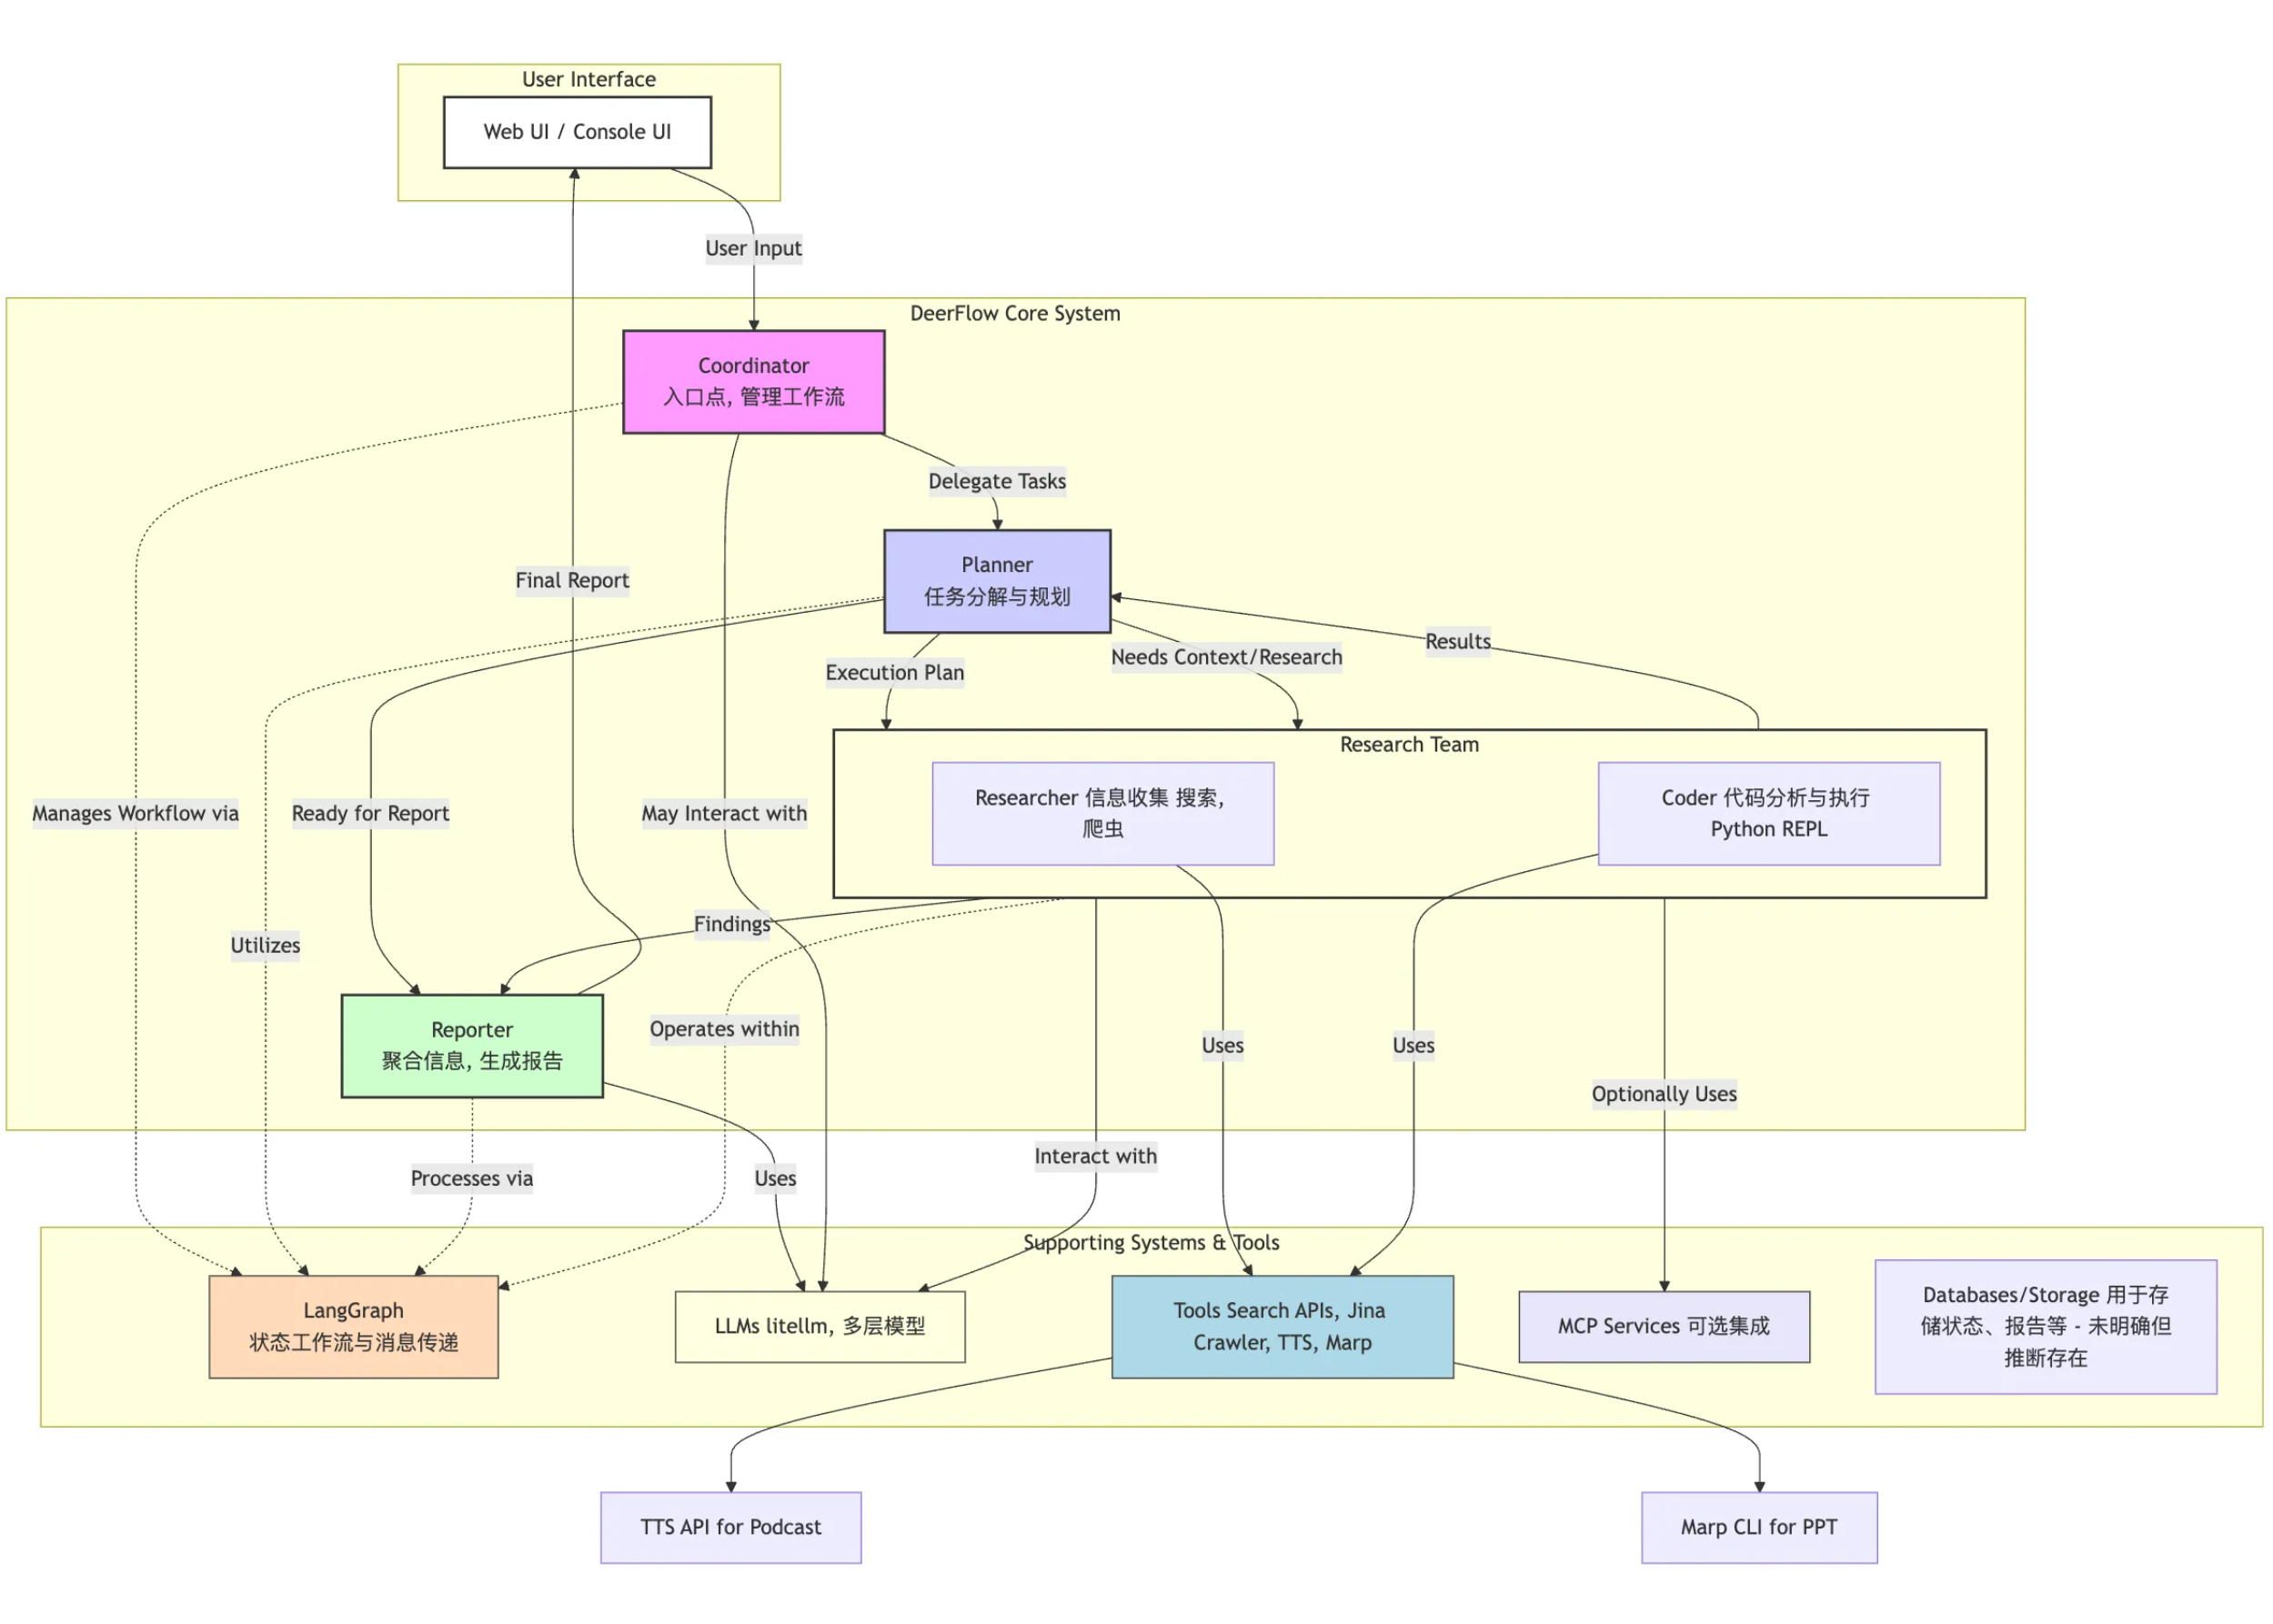 User Interface
Web UI / Console UI
User Input
DeerFlow Core System
Coordinator
入口点, 管理工作流
Delegate Tasks
Planner
任务分解与规划
Final Report
Results
Needs Context/Research
Execution Plan
Research Team
Researcher 信息收集 搜索,
爬虫
Coder 代码分析与执行
Python REPL
Manages Workflow via
Ready for Report
May Interact with
Findings
Utilizes
Reporter
聚合信息, 生成报告
Operates within
Uses
Uses
Optionally Uses
Interact with
Processes via
Uses
Supporting Systems & Tools
LangGraph
状态工作流与消息传递
LLMs litellm, 多层模型
Tools Search APIs, Jina
Crawler, TTS, Marp
MCP Services 可选集成
Databases/Storage 用于存
储状态、报告等 - 未明确但
推断存在
TTS API for Podcast
Marp CLI for PPT